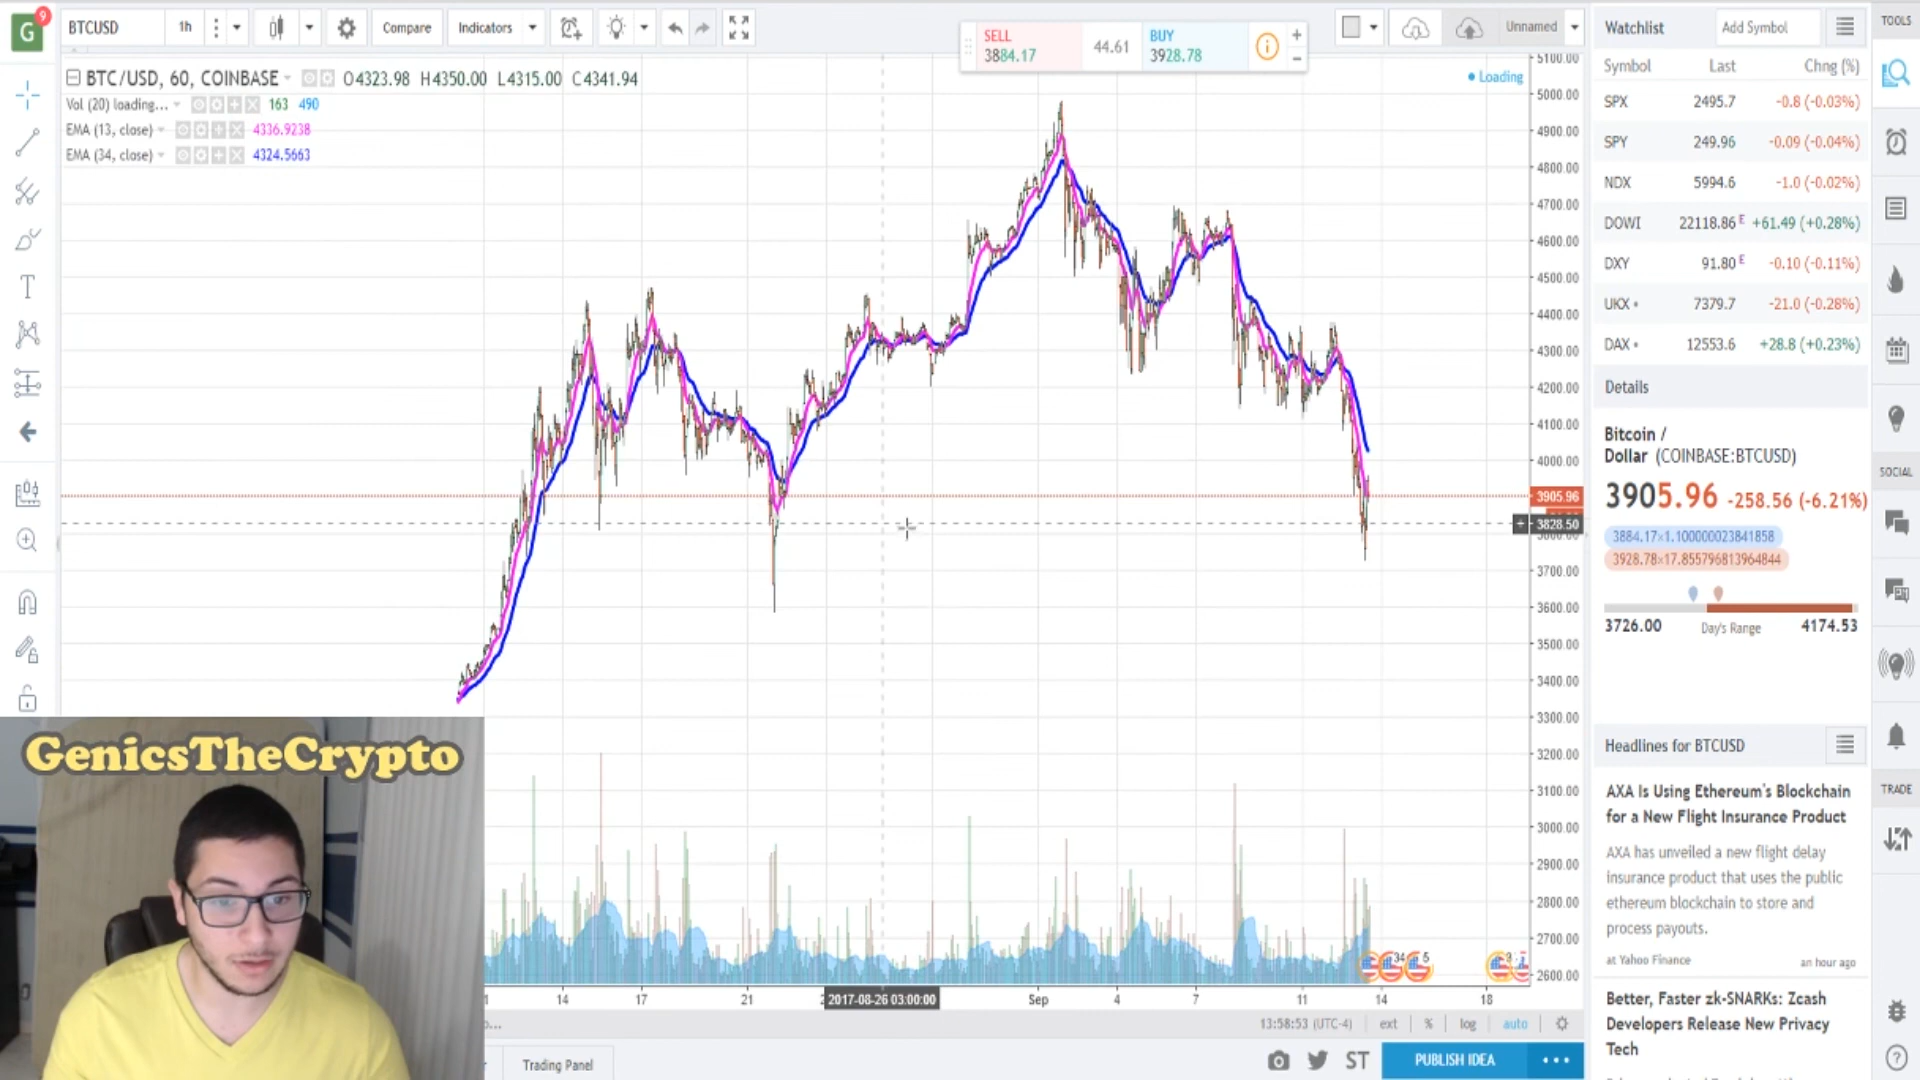 G 9
BTCUSD 1h Compare Indicators
SELL
3884.17
44.61
BUY
3928.78
Unnamed
BTC/USD, 60, COINBASE O4323.98 H4350.00 L4315.00 C4341.94
Loading
Vol (20) loading... 163 490
EMA (13, close) 4336.9238
EMA (34, close) 4324.5663
5100.00
5000.00
4900.00
4800.00
4700.00
4600.00
4500.00
4400.00
4300.00
4200.00
4100.00
4000.00
3905.96
3828.50
3800.00
3700.00
3600.00
3500.00
3400.00
3300.00
3200.00
3100.00
3000.00
2900.00
2800.00
2700.00
2600.00
GenicsTheCrypto
34 5
14 17 21 2017-08-26 03:00:00 Sep 4 7 11 14 18
13:58:53 (UTC-4) ext % log auto
Trading Panel
ST PUBLISH IDEA
Watchlist Add Symbol
Symbol Last Chng (%)
SPX 2495.7 -0.8 (-0.03%)
SPY 249.96 -0.09 (-0.04%)
NDX 5994.6 -1.0 (-0.02%)
DOWI 22118.86 E +61.49 (+0.28%)
DXY 91.80 E -0.10 (-0.11%)
UKX 7379.7 -21.0 (-0.28%)
DAX 12553.6 +28.8 (+0.23%)
Details
Bitcoin /
Dollar (COINBASE:BTCUSD)
3905.96 -258.56 (-6.21%)
3884.17×1.100000023841858
3928.78×17.855796813964844
3726.00 Day's Range 4174.53
Headlines for BTCUSD
AXA Is Using Ethereum's Blockchain
for a New Flight Insurance Product
AXA has unveiled a new flight delay
insurance product that uses the public
ethereum blockchain to store and
process payouts.
at Yahoo Finance an hour ago
Better, Faster zk-SNARKs: Zcash
Developers Release New Privacy
Tech
TOOLS
SOCIAL
TRADE